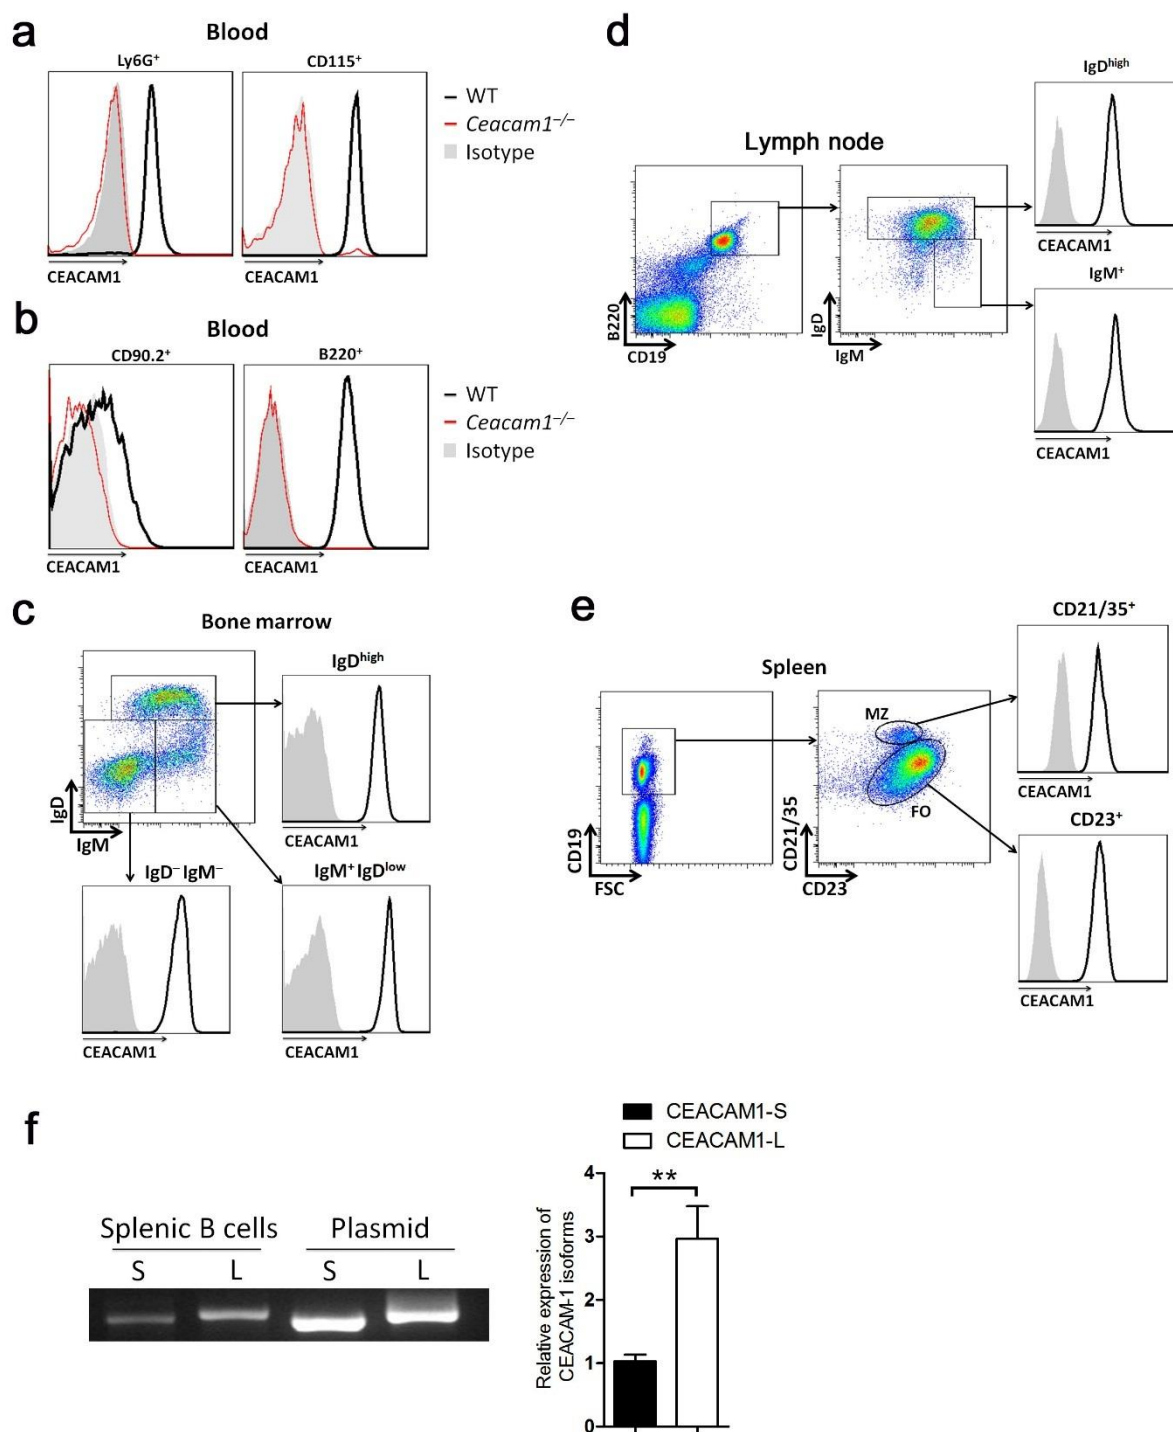 a
Blood
Ly6G⁺
CD115⁺
WT
Ceacam1⁻/⁻
Isotype
CEACAM1
CEACAM1
b
Blood
CD90.2⁺
B220⁺
WT
Ceacam1⁻/⁻
Isotype
CEACAM1
CEACAM1
c
Bone marrow
IgD
IgM
IgDʰⁱᵍʰ
CEACAM1
IgD⁻ IgM⁻
CEACAM1
IgM⁺ IgDˡᵒʷ
CEACAM1
d
Lymph node
B220
CD19
IgD
IgM
IgDʰⁱᵍʰ
CEACAM1
IgM⁺
CEACAM1
e
Spleen
CD19
FSC
MZ
FO
CD21/35
CD23
CD21/35⁺
CEACAM1
CD23⁺
CEACAM1
f
Splenic B cells Plasmid
S L S L
CEACAM1-S
CEACAM1-L
Relative expression of
CEACAM-1 isoforms
4
3
2
1
0
**